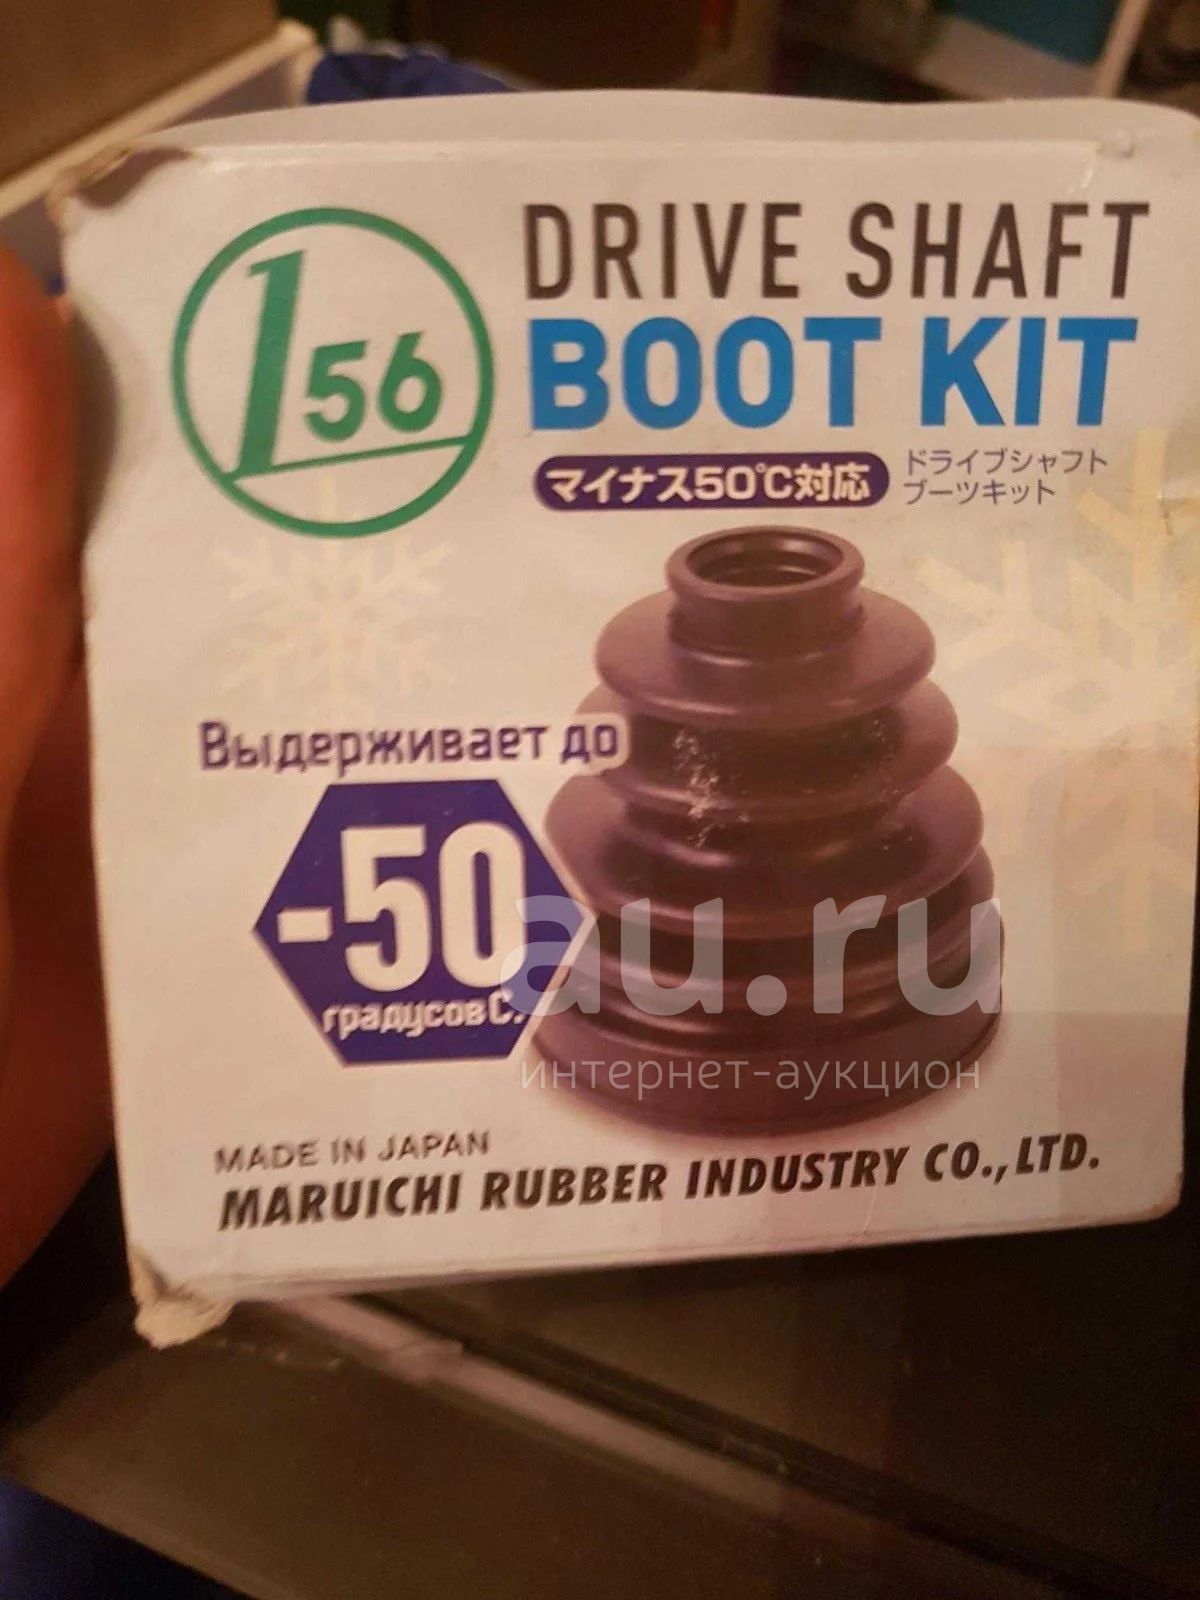 156
DRIVE SHAFT
BOOT KIT
マイナス50℃対応
ドライブシャフト
ブーツキット
Выдерживает до
-50
градусов С.
au.ru
интернет-аукцион
MADE IN JAPAN
MARUICHI RUBBER INDUSTRY CO., LTD.